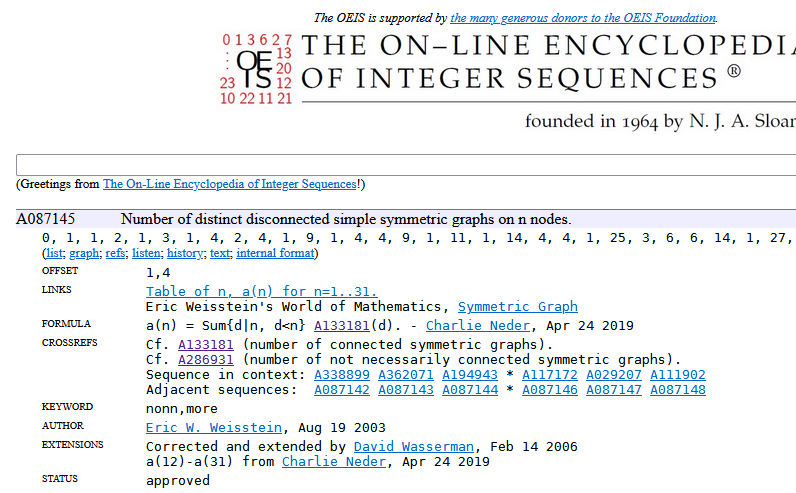 The OEIS is supported by the many generous donors to the OEIS Foundation.
0 1 3 6 2 7
: 13
OE 20
23 IS 12
10 22 11 21
THE ON–LINE ENCYCLOPEDIA
OF INTEGER SEQUENCES ®
founded in 1964 by N. J. A. Sloan
(Greetings from The On-Line Encyclopedia of Integer Sequences!)
A087145 Number of distinct disconnected simple symmetric graphs on n nodes.
0, 1, 1, 2, 1, 3, 1, 4, 2, 4, 1, 9, 1, 4, 4, 9, 1, 11, 1, 14, 4, 4, 1, 25, 3, 6, 6, 14, 1, 27,
(list; graph; refs; listen; history; text; internal format)
OFFSET 1,4
LINKS Table of n, a(n) for n=1..31.
Eric Weisstein's World of Mathematics, Symmetric Graph
FORMULA a(n) = Sum{d|n, d<n} A133181(d). - Charlie Neder, Apr 24 2019
CROSSREFS Cf. A133181 (number of connected symmetric graphs).
Cf. A286931 (number of not necessarily connected symmetric graphs).
Sequence in context: A338899 A362071 A194943 * A117172 A029207 A111902
Adjacent sequences: A087142 A087143 A087144 * A087146 A087147 A087148
KEYWORD nonn,more
AUTHOR Eric W. Weisstein, Aug 19 2003
EXTENSIONS Corrected and extended by David Wasserman, Feb 14 2006
a(12)-a(31) from Charlie Neder, Apr 24 2019
STATUS approved